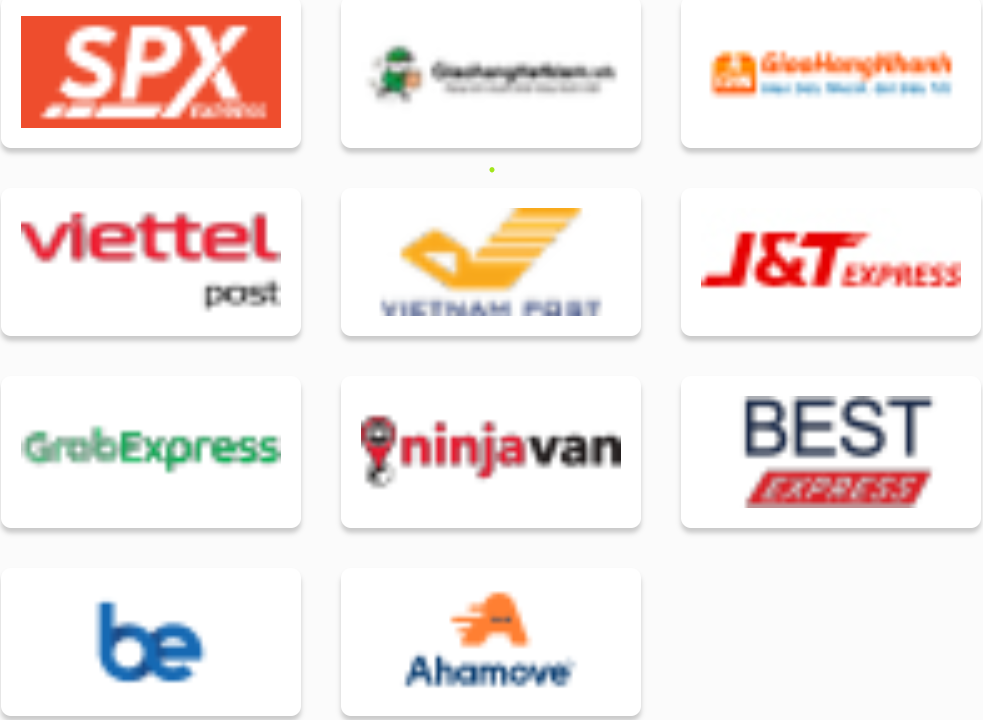 SPX
EXPRESS
GiaohangtietKiem.vn
GiaoHangNhanh
viettel
post
VIETNAM POST
J&T EXPRESS
GrabExpress
ninjavan
BEST
EXPRESS
be
Ahamove